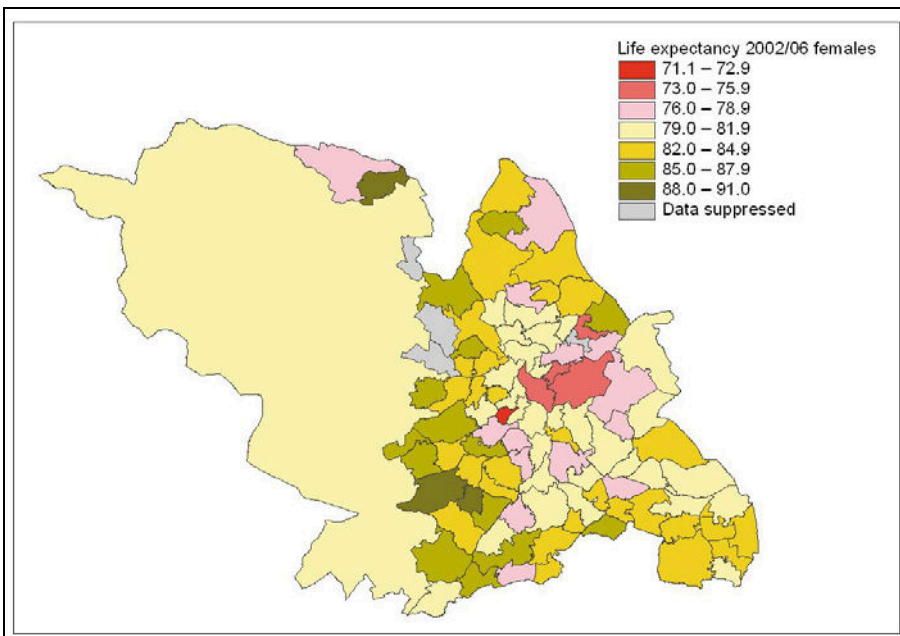 Life expectancy 2002/06 females
71.1 – 72.9
73.0 – 75.9
76.0 – 78.9
79.0 – 81.9
82.0 – 84.9
85.0 – 87.9
88.0 – 91.0
Data suppressed